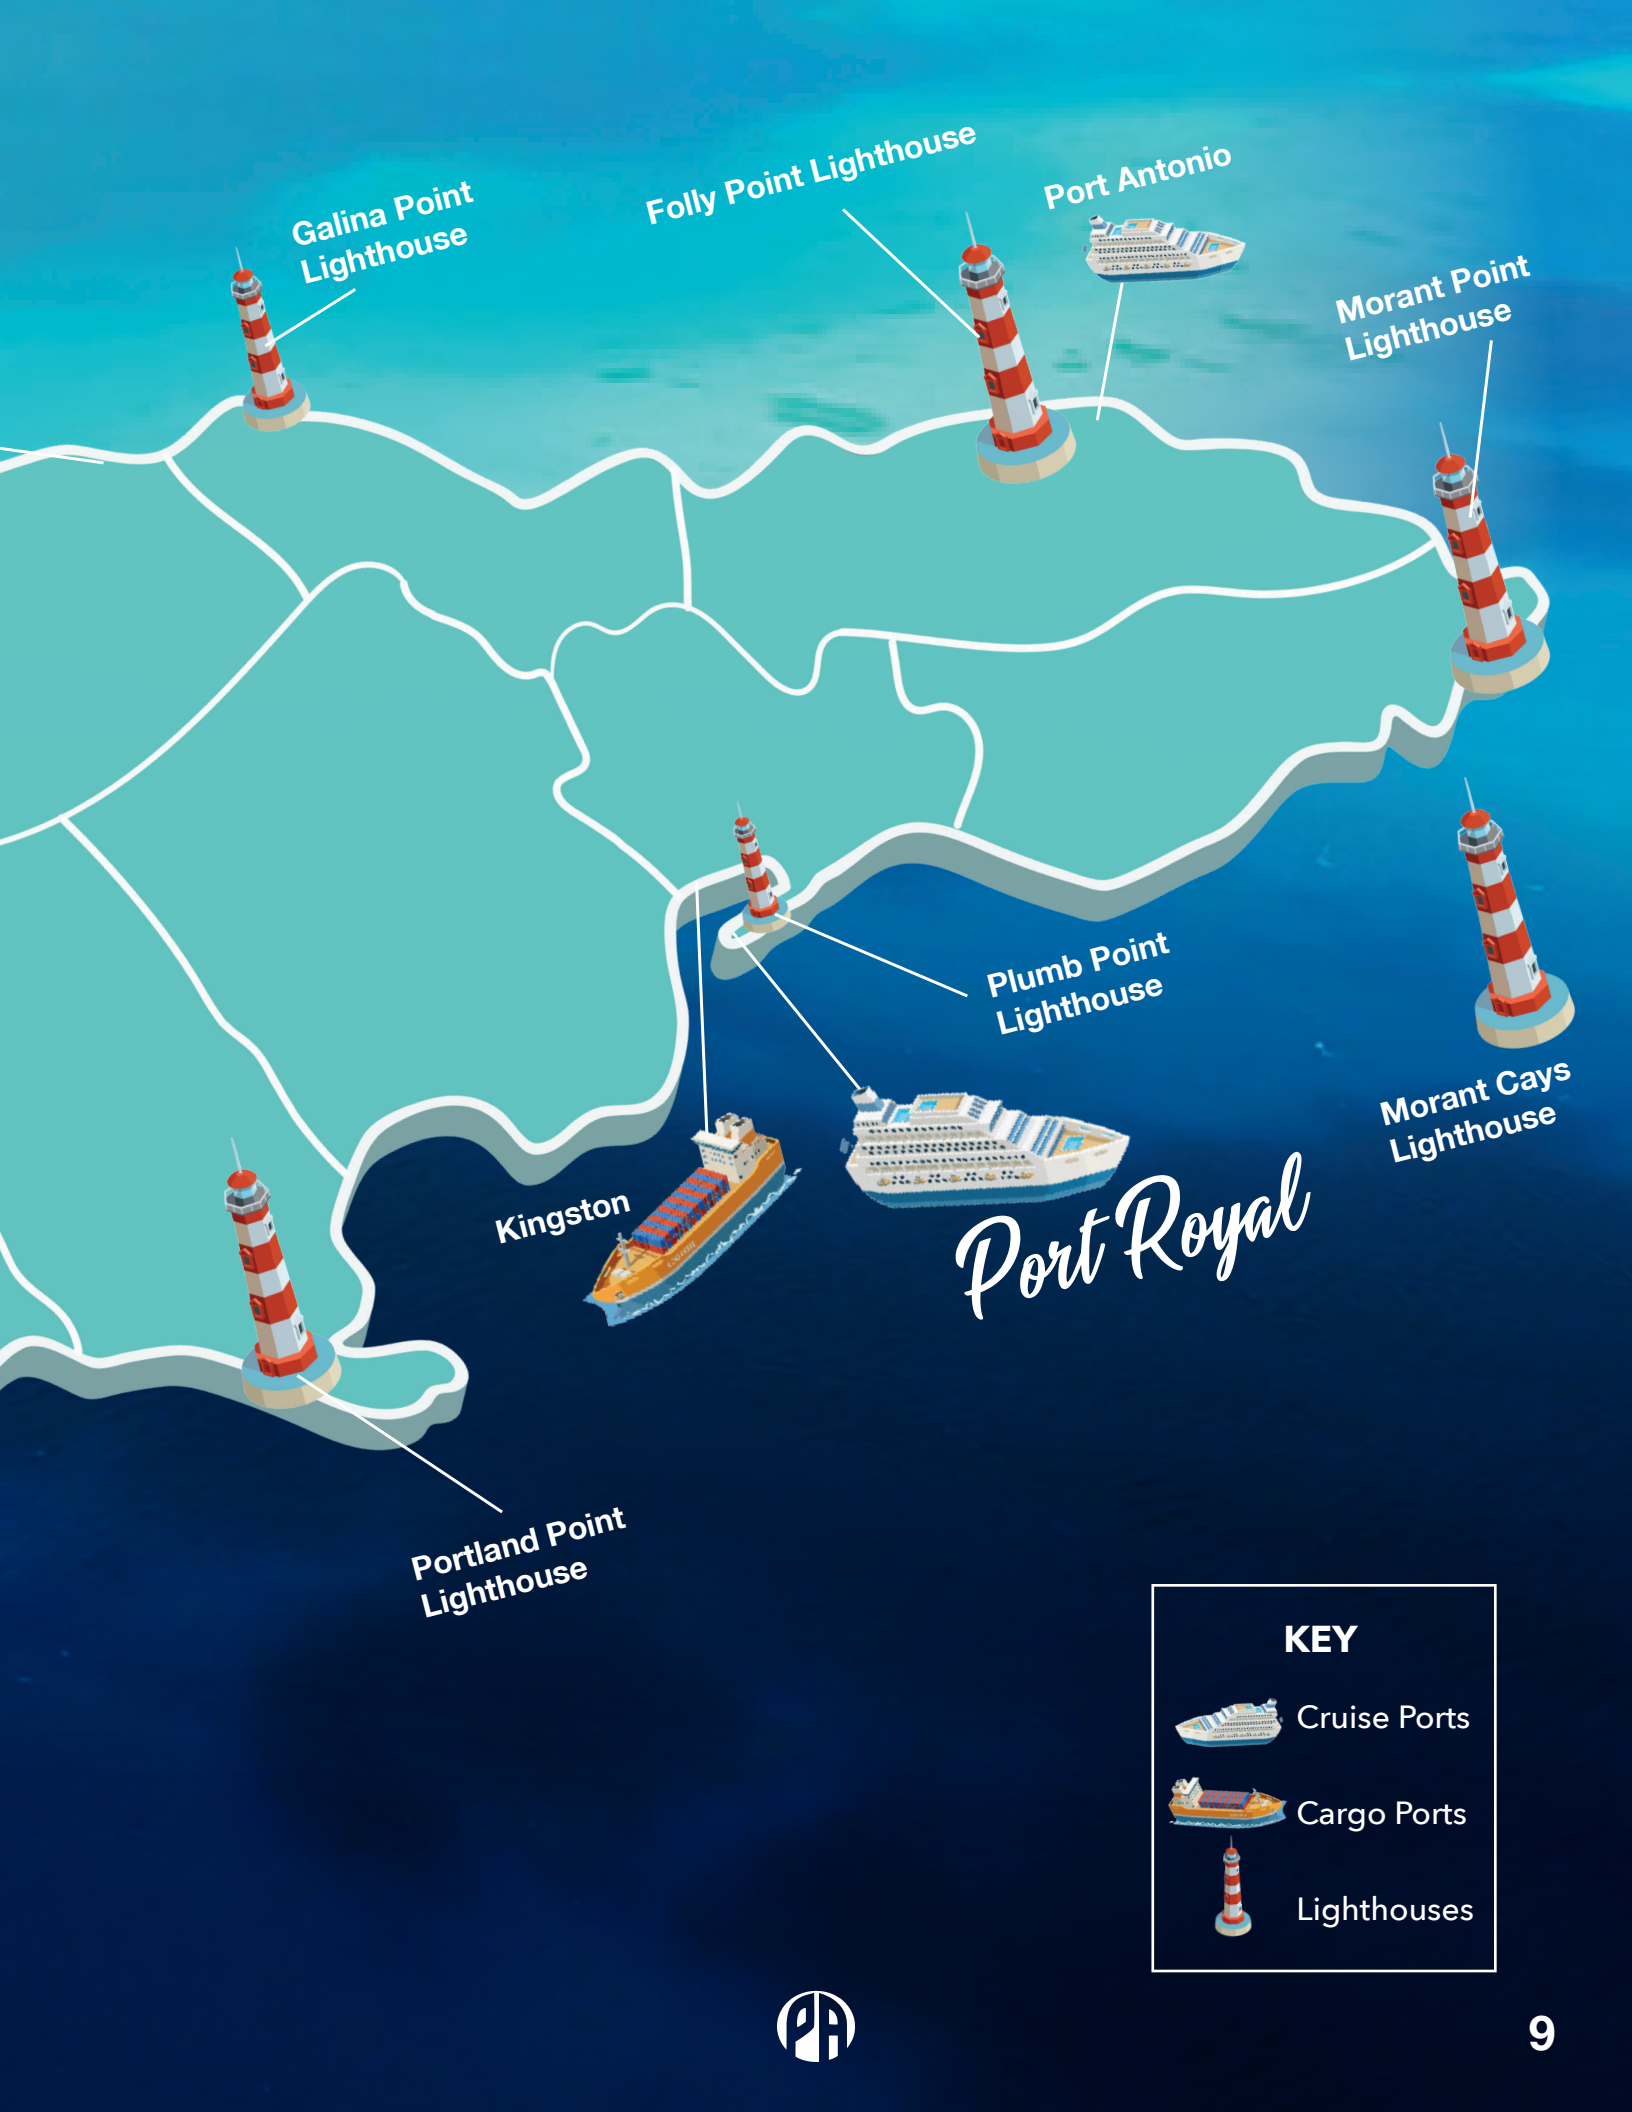 Galina Point
Lighthouse
Folly Point Lighthouse
Port Antonio
Morant Point
Lighthouse
Plumb Point
Lighthouse
Morant Cays
Lighthouse
Kingston
Port Royal
Portland Point
Lighthouse
KEY
Cruise Ports
Cargo Ports
Lighthouses
PA
9